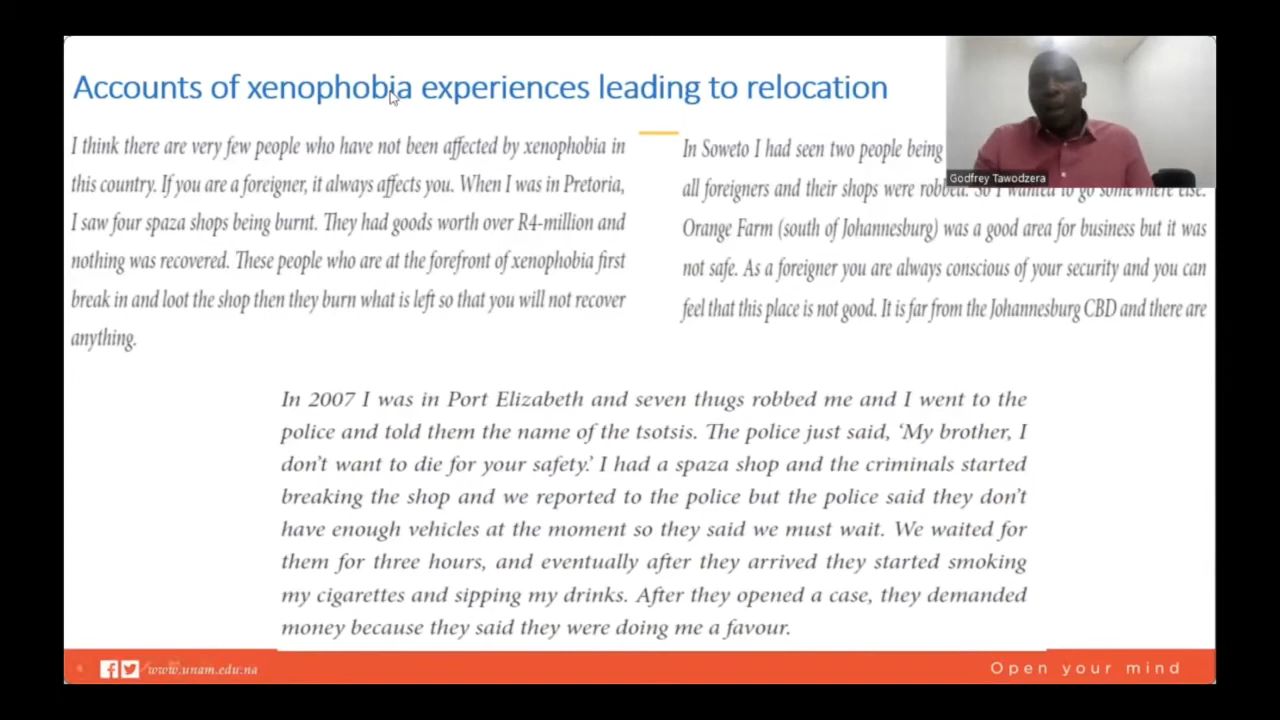 Accounts of xenophobia experiences leading to relocation
I think there are very few people who have not been affected by xenophobia in
this country. If you are a foreigner, it always affects you. When I was in Pretoria,
I saw four spaza shops being burnt. They had goods worth over R4-million and
nothing was recovered. These people who are at the forefront of xenophobia first
break in and loot the shop then they burn what is left so that you will not recover
anything.
In Soweto I had seen two people being
all foreigners and their shops were robbed. So I wanted to go somewhere else.
Orange Farm (south of Johannesburg) was a good area for business but it was
not safe. As a foreigner you are always conscious of your security and you can
feel that this place is not good. It is far from the Johannesburg CBD and there are
Godfrey Tawodzera
In 2007 I was in Port Elizabeth and seven thugs robbed me and I went to the
police and told them the name of the tsotsis. The police just said, ‘My brother, I
don’t want to die for your safety.’ I had a spaza shop and the criminals started
breaking the shop and we reported to the police but the police said they don’t
have enough vehicles at the moment so they said we must wait. We waited for
them for three hours, and eventually after they arrived they started smoking
my cigarettes and sipping my drinks. After they opened a case, they demanded
money because they said they were doing me a favour.
www.unam.edu.na
Open your mind